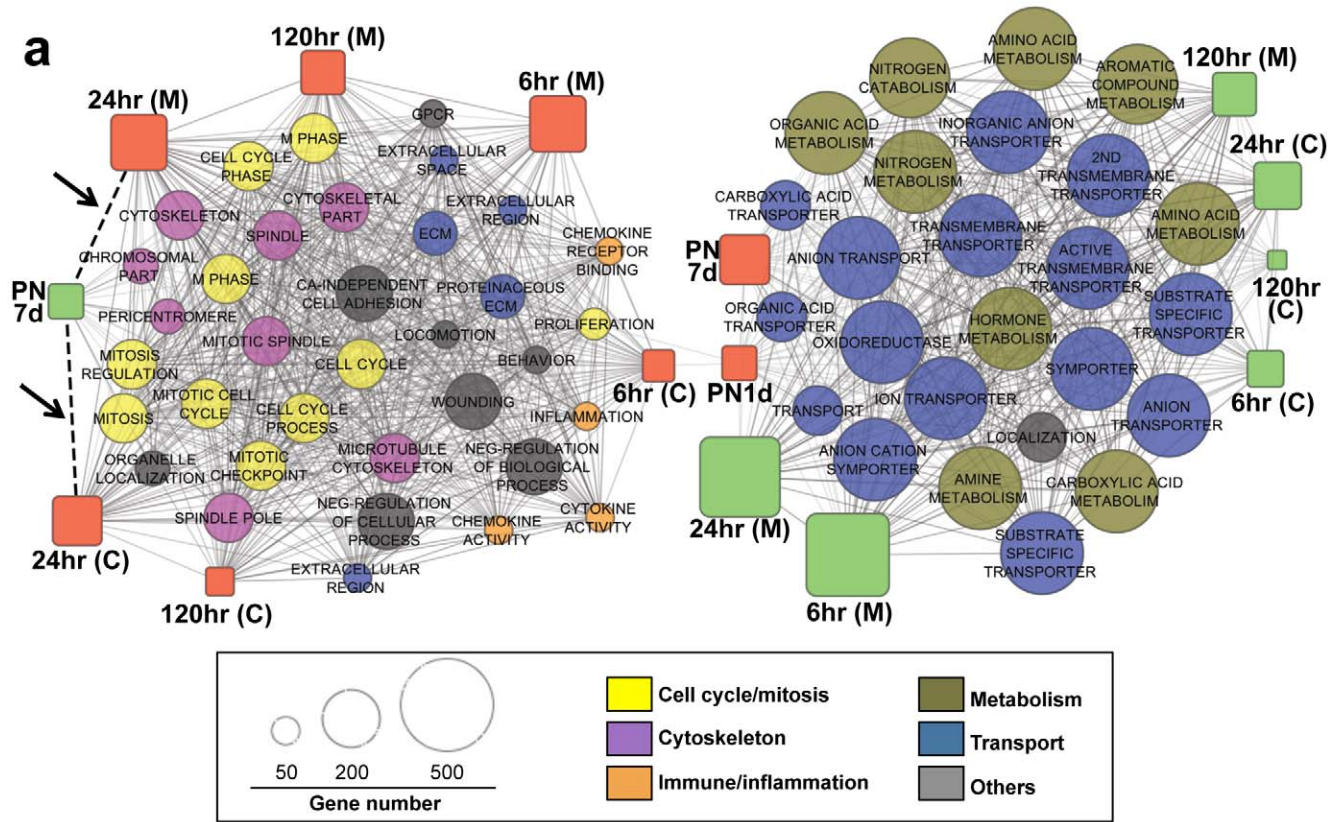 a
120hr (M)
24hr (M)
6hr (M)
GPCR
M PHASE
EXTRACELLULAR
SPACE
CELL CYCLE
PHASE
CYTOSKELETAL
PART
EXTRACELLULAR
REGION
CYTOSKELETON
SPINDLE
ECM
CHEMOKINE
RECEPTOR
BINDING
CHROMOSOMAL
PART
M PHASE
CA-INDEPENDENT
CELL ADHESION
PROTEINACEOUS
ECM
PN
7d
PERICENTROMERE
MITOTIC SPINDLE
LOCOMOTION
PROLIFERATION
MITOSIS
REGULATION
CELL CYCLE
BEHAVIOR
6hr (C)
MITOTIC CELL
CYCLE
MITOSIS
CELL CYCLE
PROCESS
WOUNDING
INFLAMMATION
ORGANELLE
LOCALIZATION
MITOTIC
CHECKPOINT
MICROTUBULE
CYTOSKELETON
NEG-REGULATION
OF BIOLOGICAL
PROCESS
SPINDLE POLE
NEG-REGULATION
OF CELLULAR
PROCESS
CHEMOKINE
ACTIVITY
CYTOKINE
ACTIVITY
24hr (C)
EXTRACELLULAR
REGION
120hr (C)
AMINO ACID
METABOLISM
120hr (M)
NITROGEN
CATABOLISM
AROMATIC
COMPOUND
METABOLISM
ORGANIC ACID
METABOLISM
INORGANIC ANION
TRANSPORTER
24hr (C)
NITROGEN
METABOLISM
2ND
TRANSMEMBRANE
TRANSPORTER
CARBOXYLIC ACID
TRANSPORTER
AMINO ACID
METABOLISM
PN
7d
ANION TRANSPORT
TRANSMEMBRANE
TRANSPORTER
ACTIVE
TRANSMEMBRANE
TRANSPORTER
120hr
(C)
ORGANIC ACID
TRANSPORTER
SUBSTRATE
SPECIFIC
TRANSPORTER
OXIDOREDUCTASE
HORMONE
METABOLISM
PN1d
SYMPORTER
6hr (C)
TRANSPORT
ION TRANSPORTER
ANION
TRANSPORTER
LOCALIZATION
ANION CATION
SYMPORTER
AMINE
METABOLISM
CARBOXYLIC ACID
METABOLIM
24hr (M)
SUBSTRATE
SPECIFIC
TRANSPORTER
6hr (M)
50 200 500
Gene number
Cell cycle/mitosis
Cytoskeleton
Immune/inflammation
Metabolism
Transport
Others